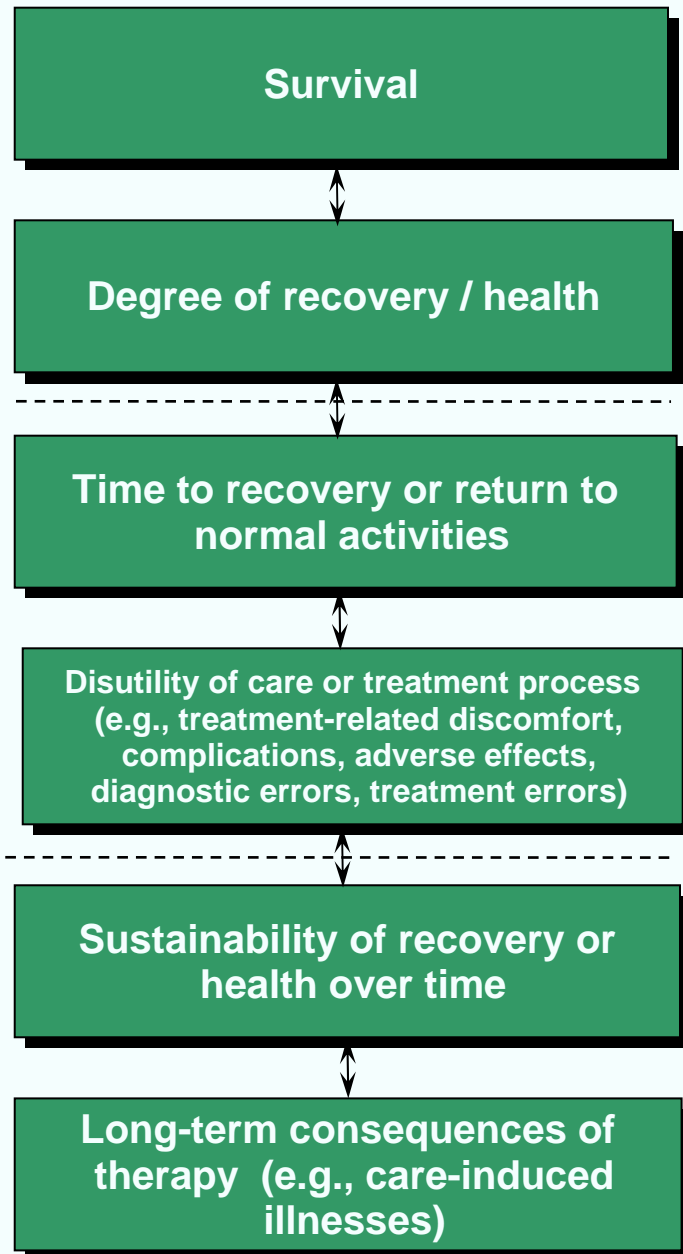 Survival
Degree of recovery / health
Time to recovery or return to
normal activities
Disutility of care or treatment process
(e.g., treatment-related discomfort,
complications, adverse effects,
diagnostic errors, treatment errors)
Sustainability of recovery or
health over time
Long-term consequences of
therapy (e.g., care-induced
illnesses)